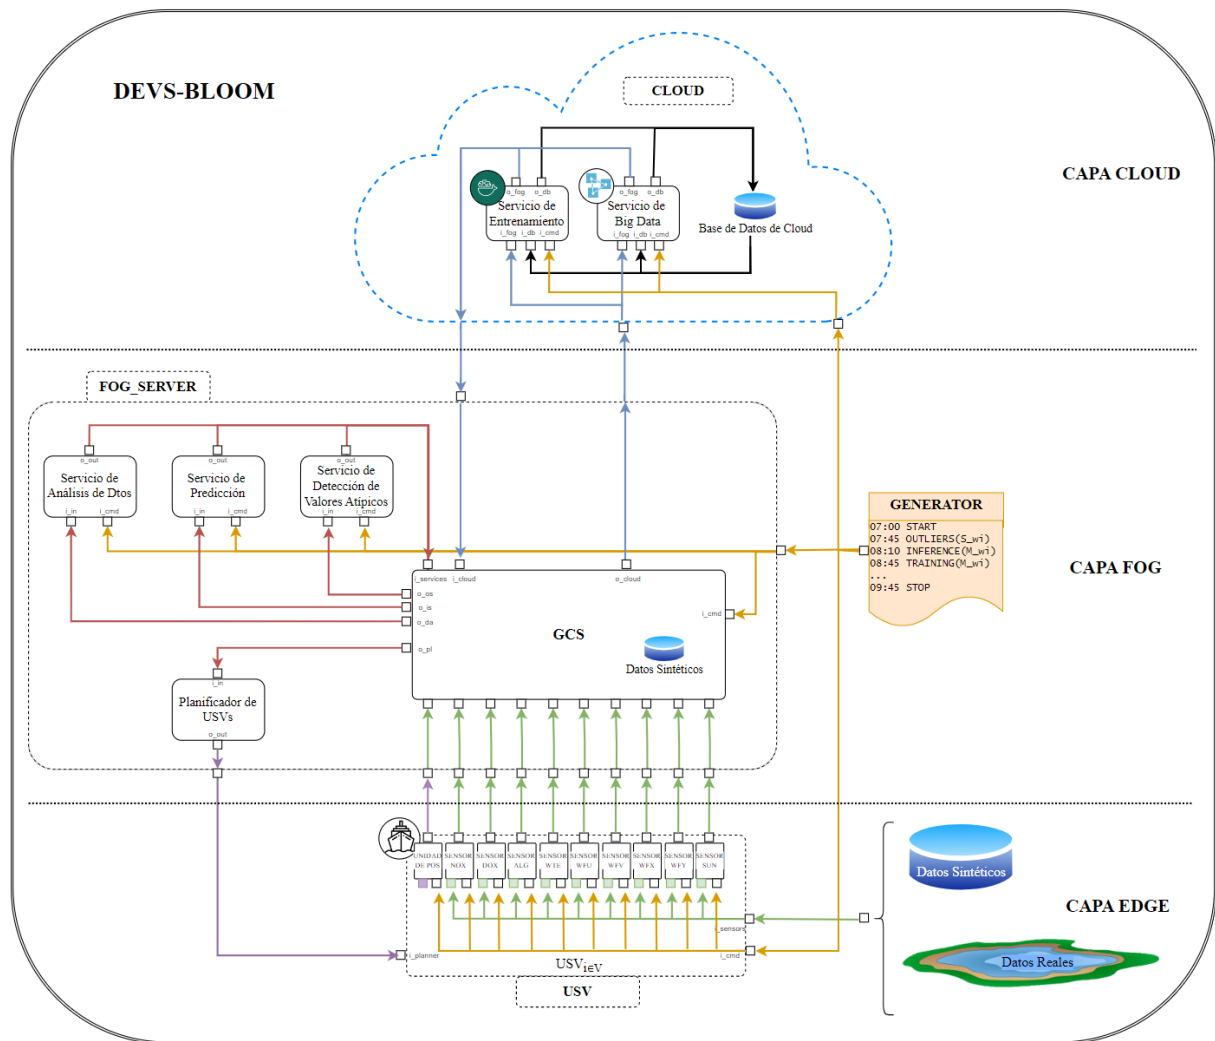 DEVS-BLOOM
CLOUD
CAPA CLOUD
o_fog o_db
Servicio de
Entrenamiento
i_fog i_db i_cmd
o_fog o_db
Servicio de
Big Data
i_fog i_db i_cmd
Base de Datos de Cloud
FOG_SERVER
o_out
Servicio de
Análisis de Dtos
i_in i_cmd
o_out
Servicio de
Predicción
i_in i_cmd
o_out
Servicio de
Detección de
Valores Atípicos
i_in i_cmd
GENERATOR
07:00 START
07:45 OUTLIERS(S_wi)
08:10 INFERENCE(M_wi)
08:45 TRAINING(M_wi)
...
09:45 STOP
CAPA FOG
i_services i_cloud o_cloud
o_os
o_is
o_da
o_pl
i_cmd
GCS
Datos Sintéticos
i_in
Planificador de
USVs
o_out
UNIDAD
DE POS
SENSOR
NOX
SENSOR
DOX
SENSOR
ALG
SENSOR
WTE
SENSOR
WFU
SENSOR
WFV
SENSOR
WFX
SENSOR
WFY
SENSOR
SUN
i_sensors
i_planner
i_cmd
USVi∈V
USV
Datos Sintéticos
CAPA EDGE
Datos Reales